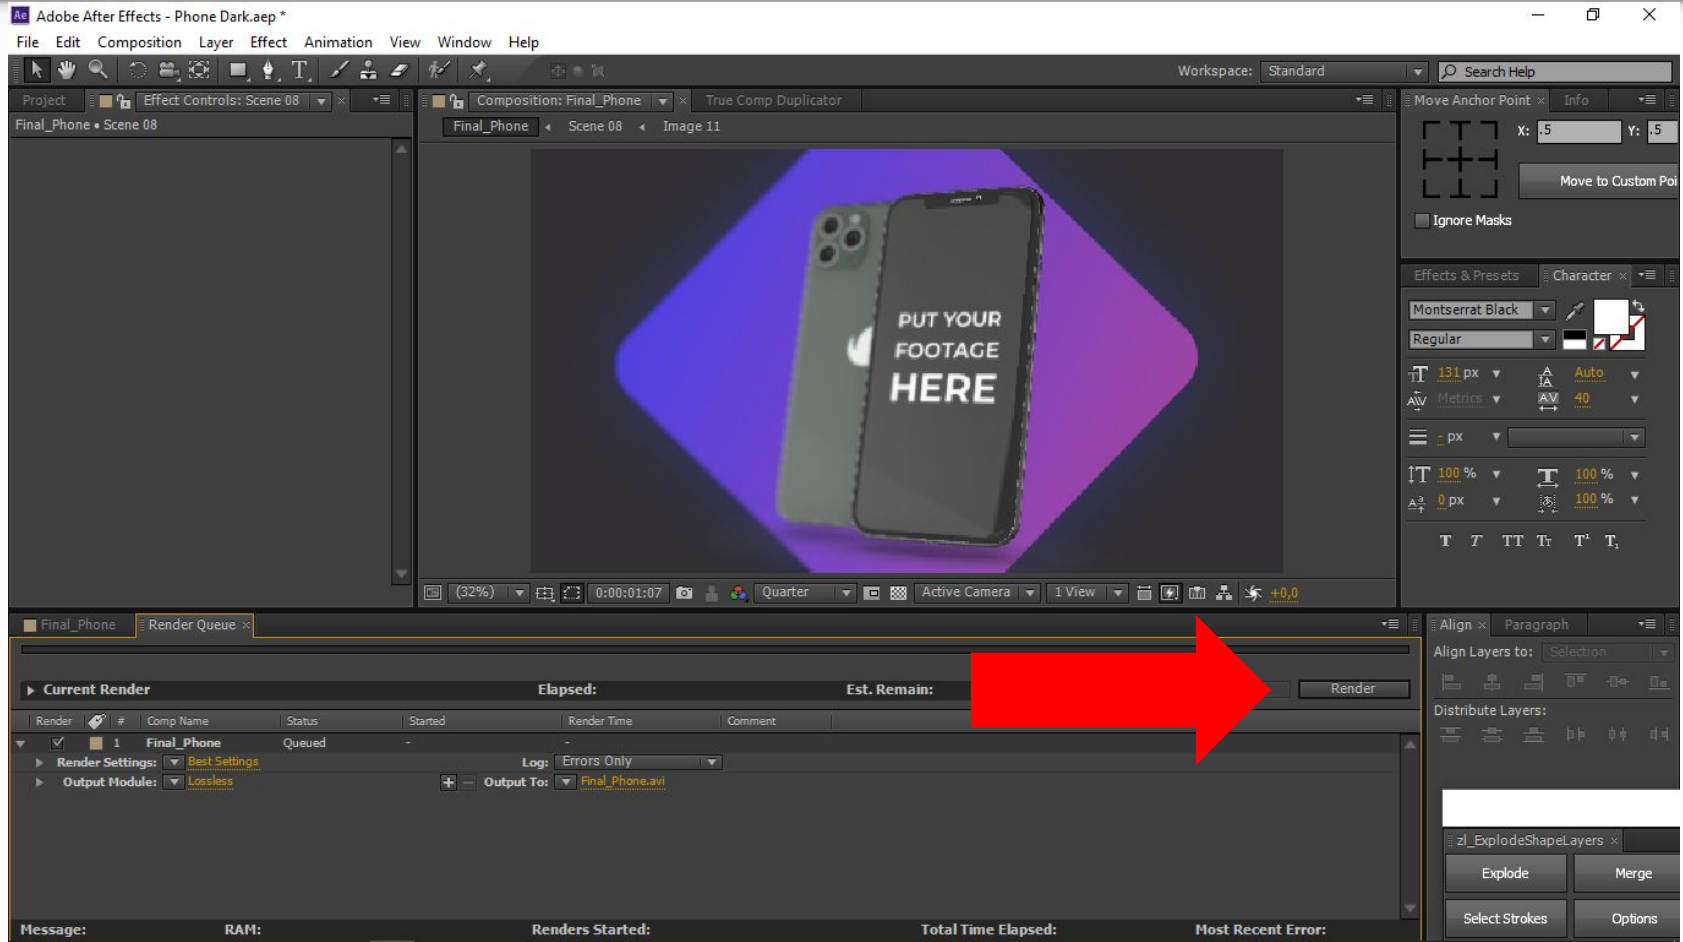 Ae Adobe After Effects - Phone Dark.aep *
File Edit Composition Layer Effect Animation View Window Help
Workspace: Standard Search Help
Project Effect Controls: Scene 08 × Composition: Final_Phone × True Comp Duplicator Move Anchor Point × Info
Final_Phone • Scene 08
Final_Phone Scene 08 Image 11
X: .5 Y: .5
Move to Custom Poi
Ignore Masks
PUT YOUR
FOOTAGE
HERE
Effects & Presets Character ×
Montserrat Black
Regular
131 px Auto
Metrics 40
- px
100 % 100 %
0 px 100 %
T T TT Tr T¹ T₁
(32%) 0:00:01:07 Quarter Active Camera 1 View +0,0
Final_Phone Render Queue × Align × Paragraph
Align Layers to: Selection
Current Render Elapsed: Est. Remain: Render
Distribute Layers:
Render # Comp Name Status Started Render Time Comment
1 Final_Phone Queued - -
Render Settings: Best Settings Log: Errors Only
Output Module: Lossless + - Output To: Final_Phone.avi
zl_ExplodeShapeLayers ×
Explode Merge
Select Strokes Options
Message: RAM: Renders Started: Total Time Elapsed: Most Recent Error: